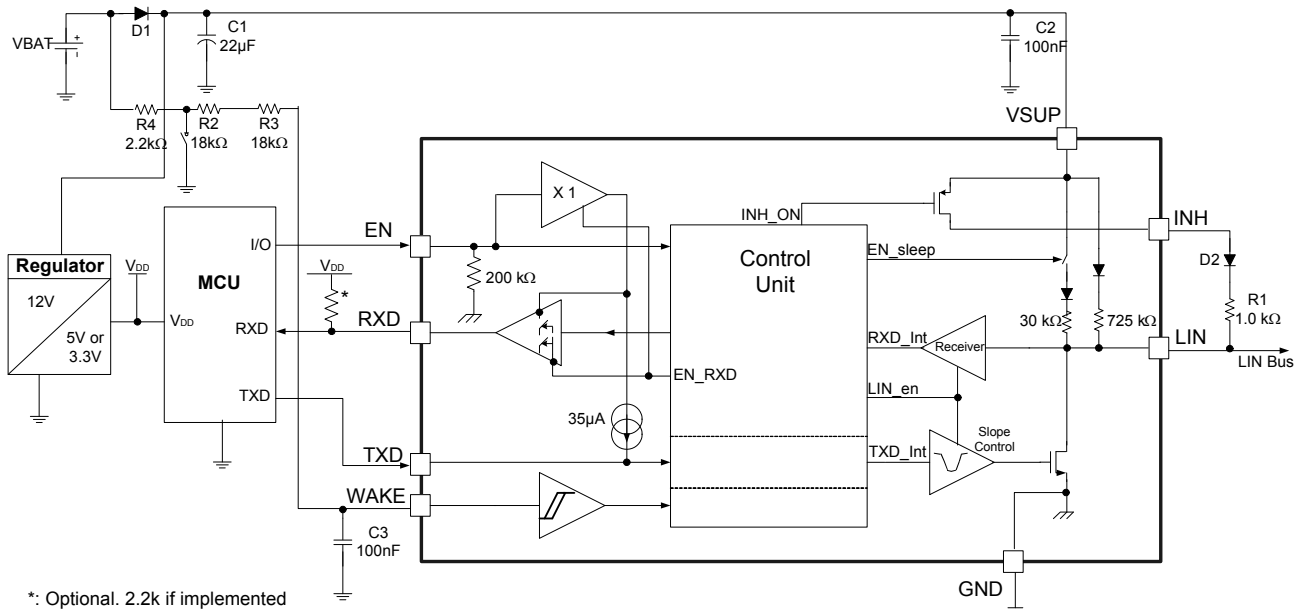 D1
C1
22µF
C2
100nF
VBAT
+
-
R4
2.2kΩ
R2
18kΩ
R3
18kΩ
VSUP
Regulator
12V
5V or
3.3V
VDD
MCU
I/O
VDD
RXD
TXD
VDD
*
EN
RXD
TXD
WAKE
C3
100nF
X 1
200 kΩ
35µA
Control
Unit
INH_ON
EN_sleep
RXD_Int
EN_RXD
LIN_en
TXD_Int
Receiver
Slope
Control
30 kΩ
725 kΩ
INH
D2
R1
1.0 kΩ
LIN
LIN Bus
GND
*: Optional. 2.2k if implemented